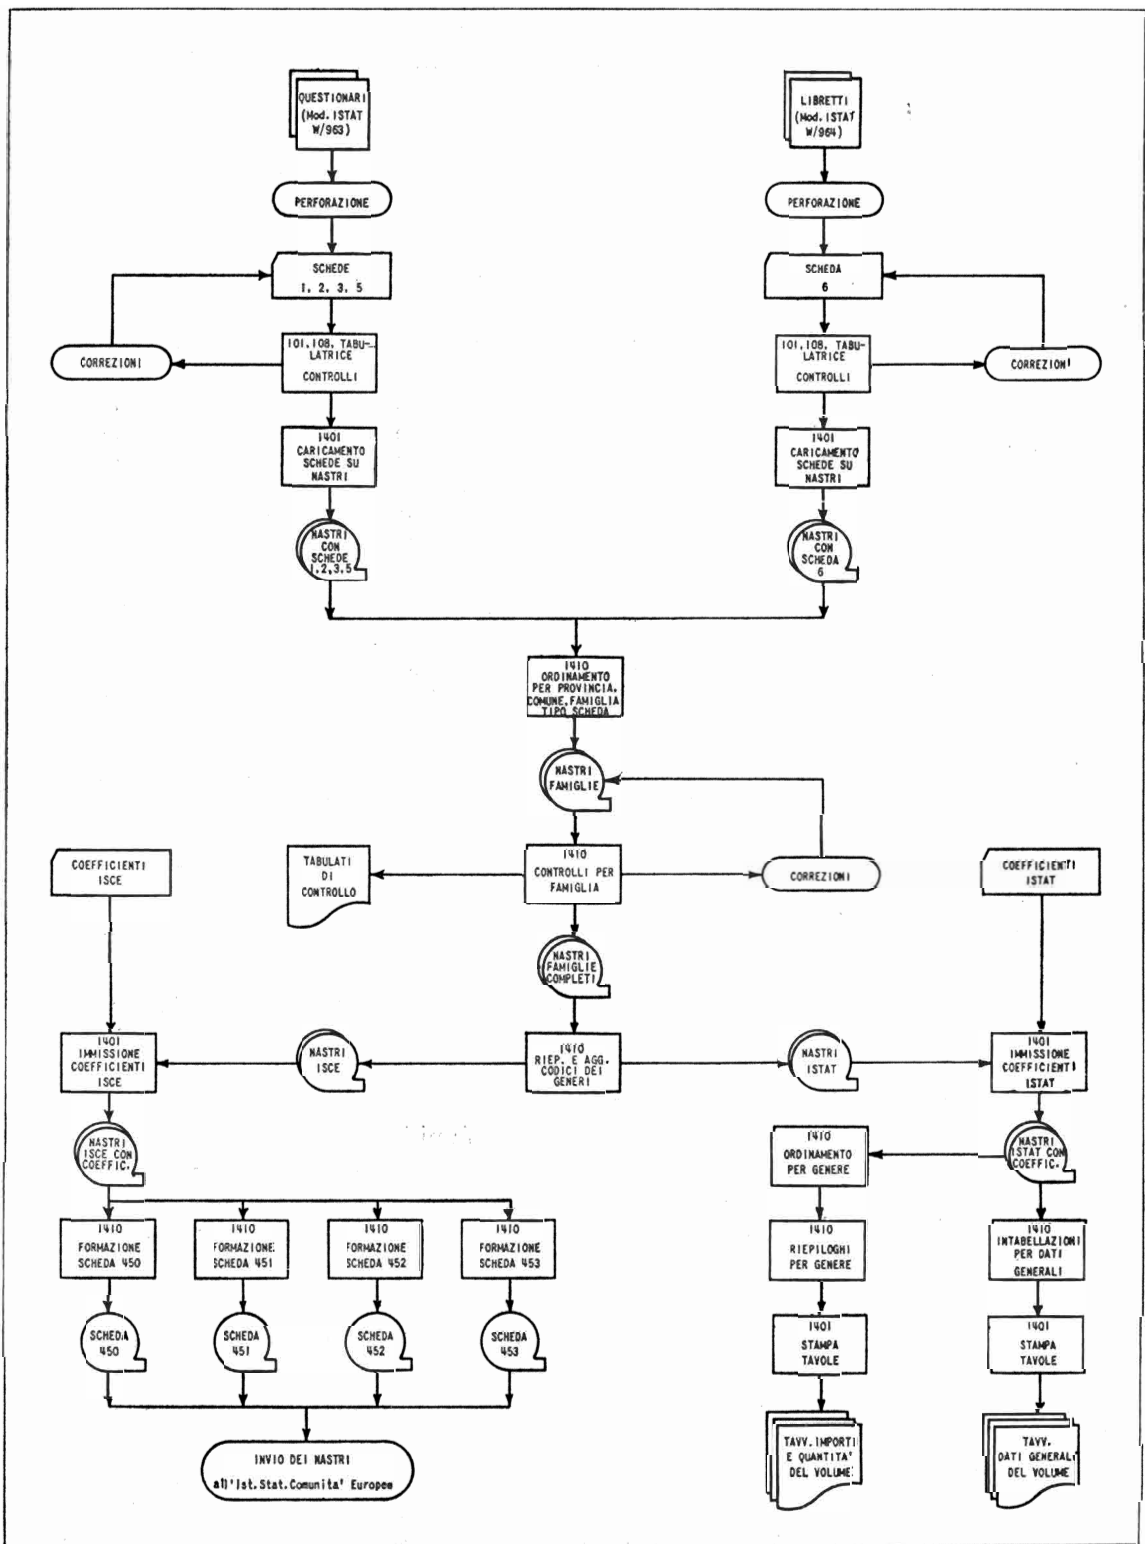 QUESTIONARI
(Mod. ISTAT
W/963)
LIBRETTI
(Mod. ISTAT
W/964)
PERFORAZIONE
PERFORAZIONE
SCHEDE
1, 2, 3, 5
SCHEDA
6
CORREZIONI
101, 108, TABU-
LATRICE
CONTROLLI
101, 108, TABU-
LATRICE
CONTROLLI
CORREZIONI
1401
CARICAMENTO
SCHEDE SU
NASTRI
1401
CARICAMENTO
SCHEDE SU
NASTRI
NASTRI
CON
SCHEDE
1,2,3,5
NASTRI
CON
SCHEDA
6
1410
ORDINAMENTO
PER PROVINCIA,
COMUNE, FAMIGLIA
TIPO SCHEDA
NASTRI
FAMIGLIE
COEFFICIENTI
ISCE
TABULATI
DI
CONTROLLO
1410
CONTROLLI PER
FAMIGLIA
CORREZIONI
COEFFICIENTI
ISTAT
NASTRI
FAMIGLIE
COMPLETI
1401
IMMISSIONE
COEFFICIENTI
ISCE
NASTRI
ISCE
1410
RIEP. E AGG.
CODICI DEI
GENERI
NASTRI
ISTAT
1401
IMMISSIONE
COEFFICIENTI
ISTAT
NASTRI
ISCE CON
COEFFIC.
1410
ORDINAMENTO
PER GENERE
NASTRI
ISTAT CON
COEFFIC.
1410
FORMAZIONE
SCHEDA 450
1410
FORMAZIONE
SCHEDA 451
1410
FORMAZIONE
SCHEDA 452
1410
FORMAZIONE
SCHEDA 453
1410
RIEPILOGHI
PER GENERE
1410
INTABELLAZIONI
PER DATI
GENERALI
SCHEDA
450
SCHEDA
451
SCHEDA
452
SCHEDA
453
1401
STAMPA
TAVOLE
1401
STAMPA
TAVOLE
INVIO DEI NASTRI
all'Ist.Stat.Comunita' Europee
TAVV. IMPORTI
E QUANTITA'
DEL VOLUME
TAVV.
DATI GENERALI
DEL VOLUME